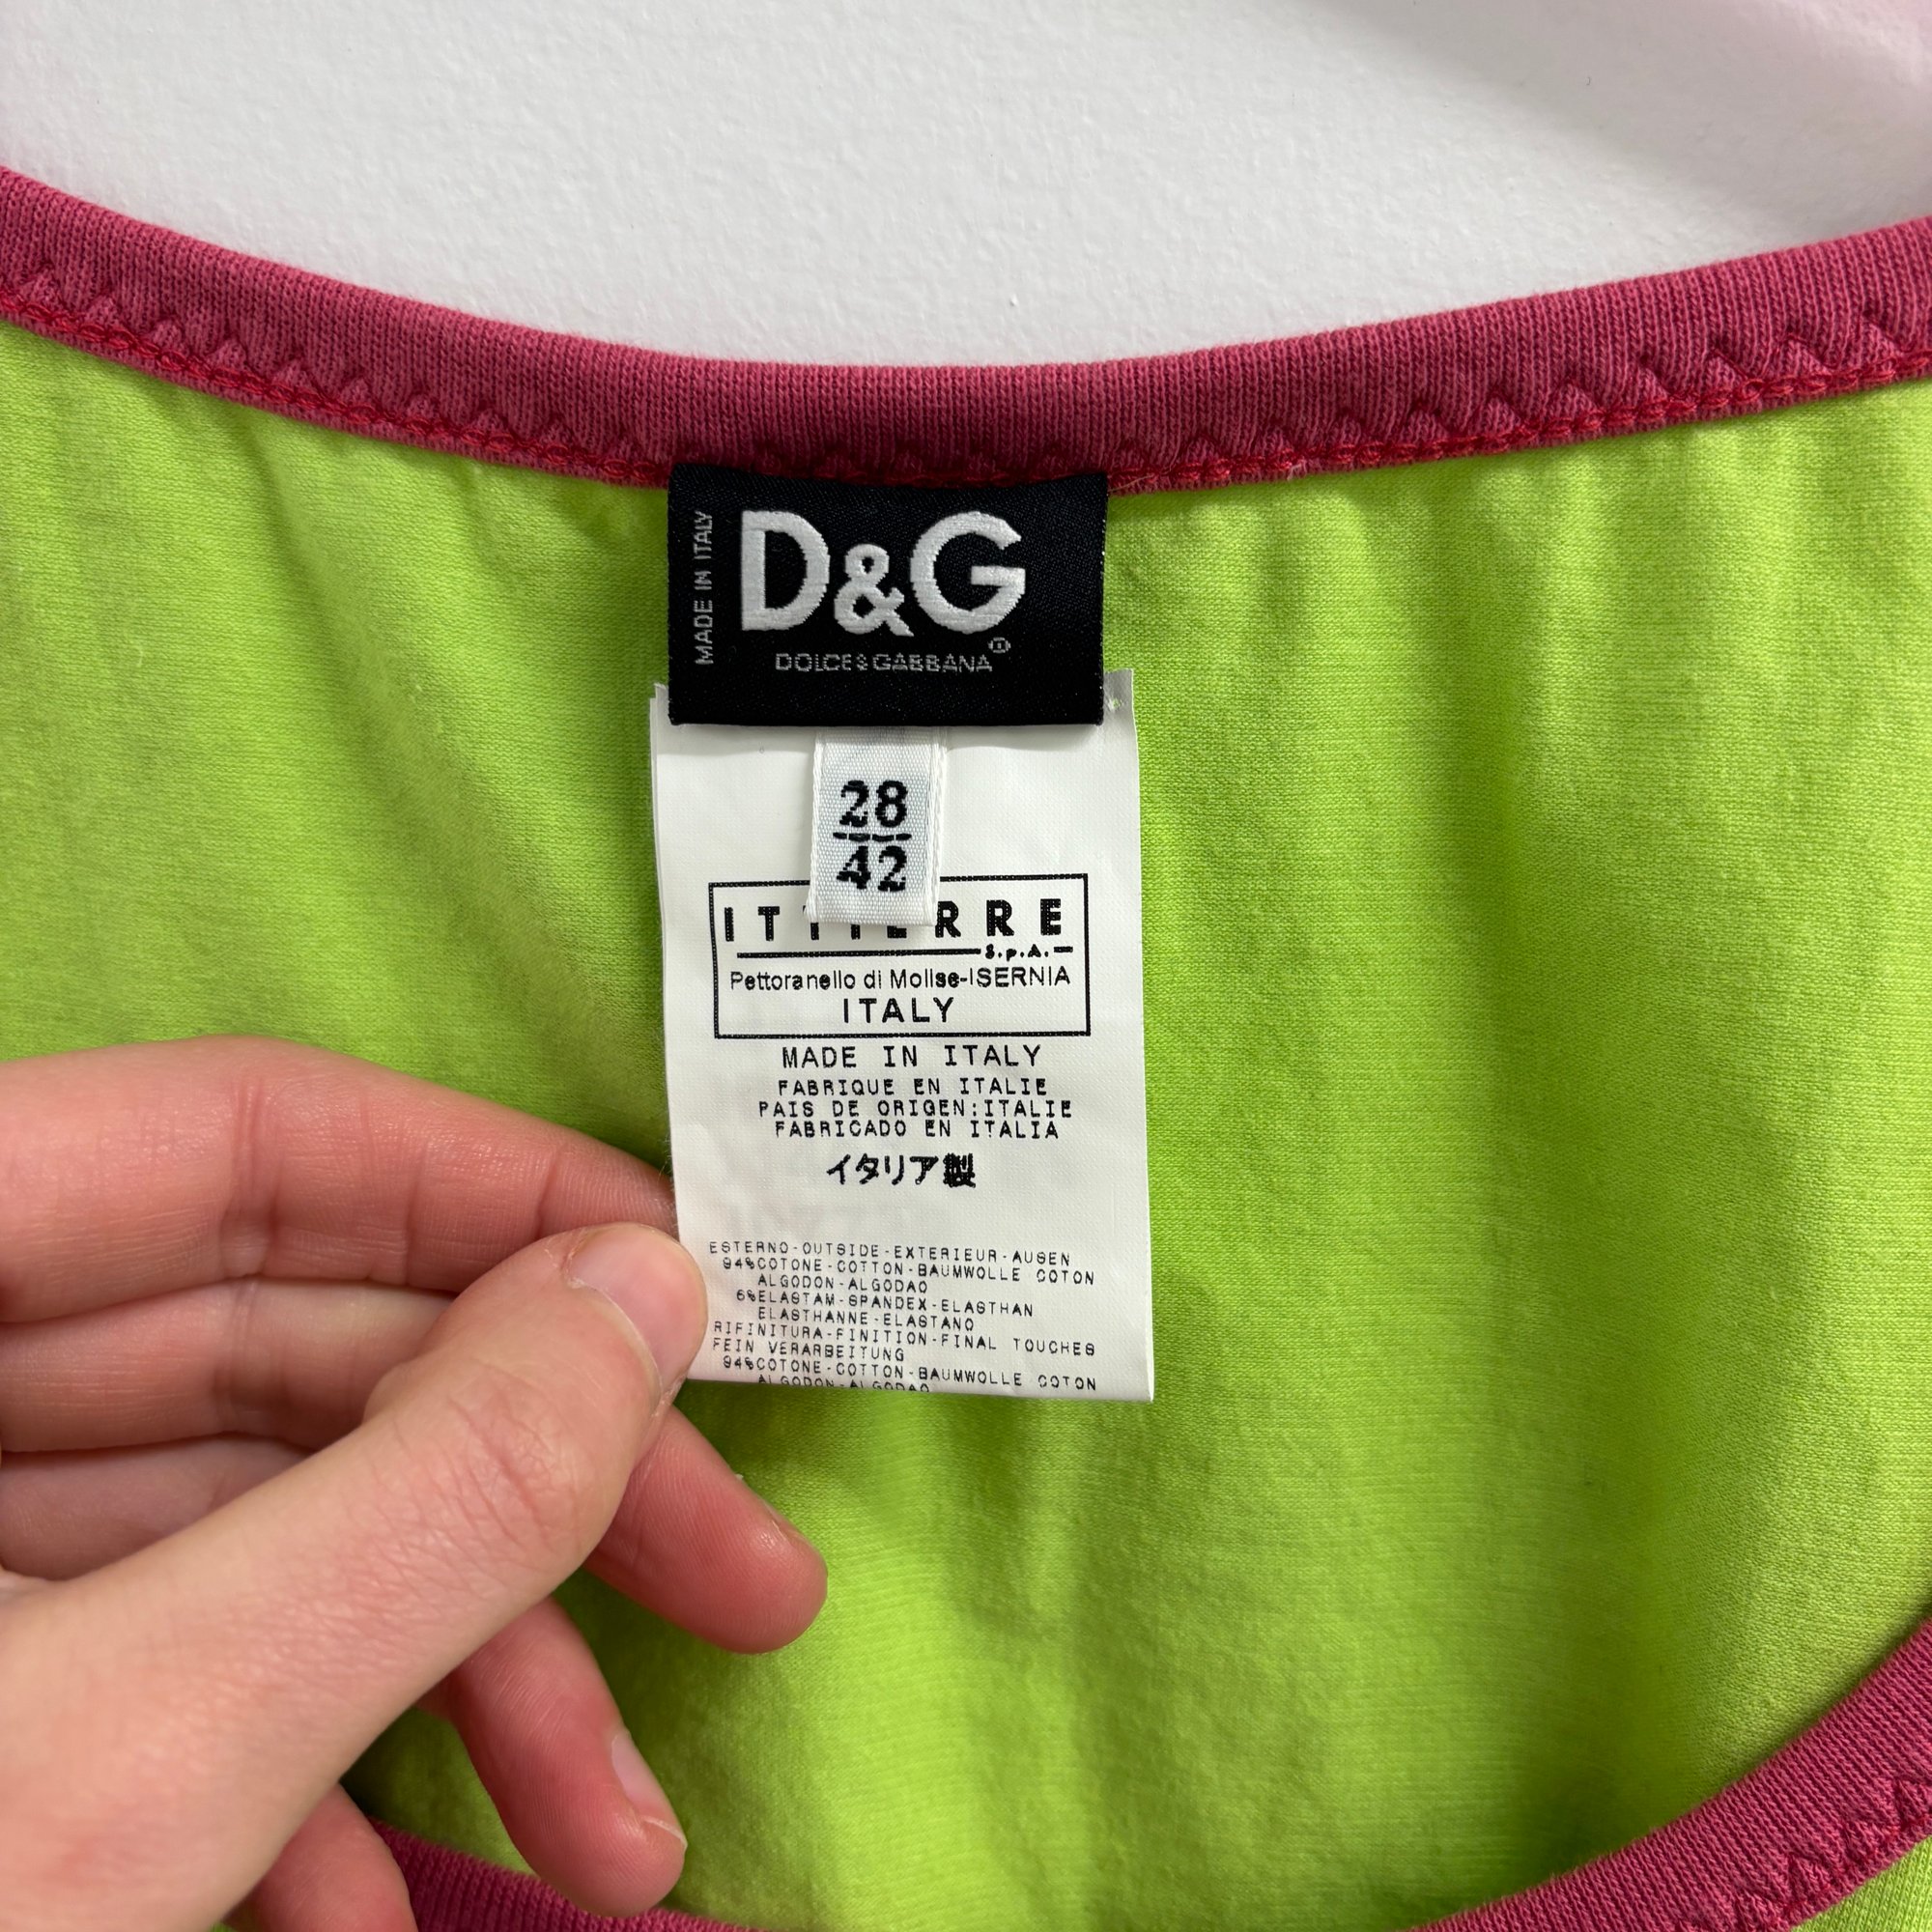 MADE IN ITALY
D&G
DOLCE&GABBANA
28
42
ITTIERRE
S.p.A.
Pettoranello di Molise-ISERNIA
ITALY
MADE IN ITALY
FABRIQUE EN ITALIE
PAIS DE ORIGEN:ITALIE
FABRICADO EN ITALIA
イタリア製
ESTERNO-OUTSIDE-EXTERIEUR-AUSEN
94%COTONE-COTTON-BAUMWOLLE COTON
ALGODON-ALGODAO
6%ELASTAM-SPANDEX-ELASTHAN
ELASTHANNE-ELASTANO
RIFINITURA-FINITION-FINAL TOUCHES
FEIN VERARBEITUNG
94%COTONE-COTTON-BAUMWOLLE COTON
ALGODON-ALGODAO